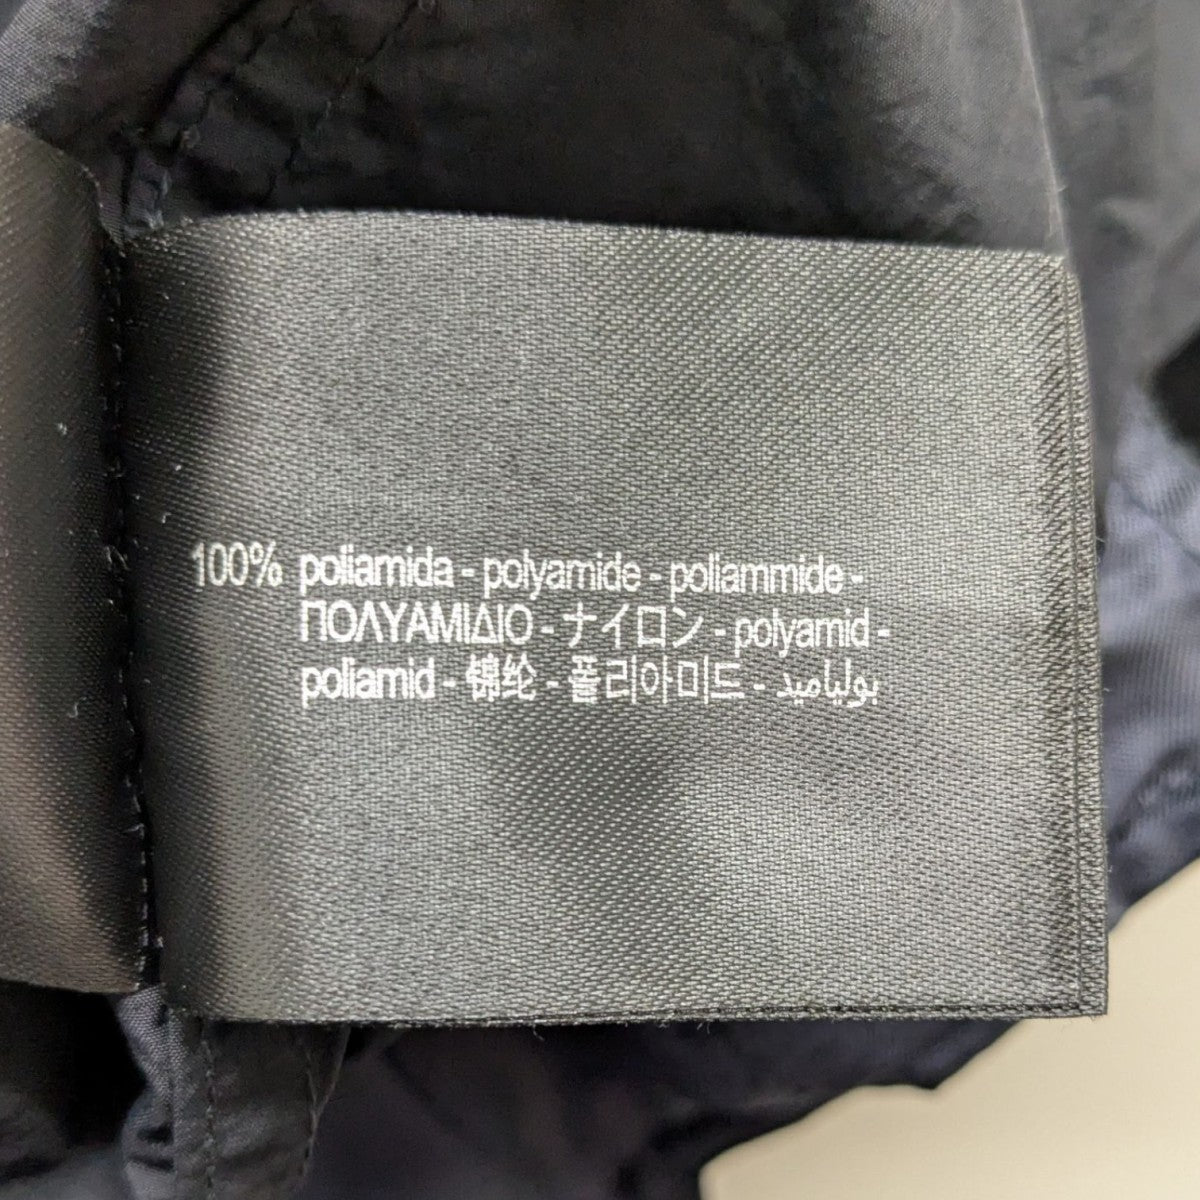 100% poliamida - polyamide - poliammide -
ΠΟΛΥΑΜΙΔΙΟ - ナイロン - polyamid -
poliamid - 锦纶 - 폴리아미드 - بولياميد